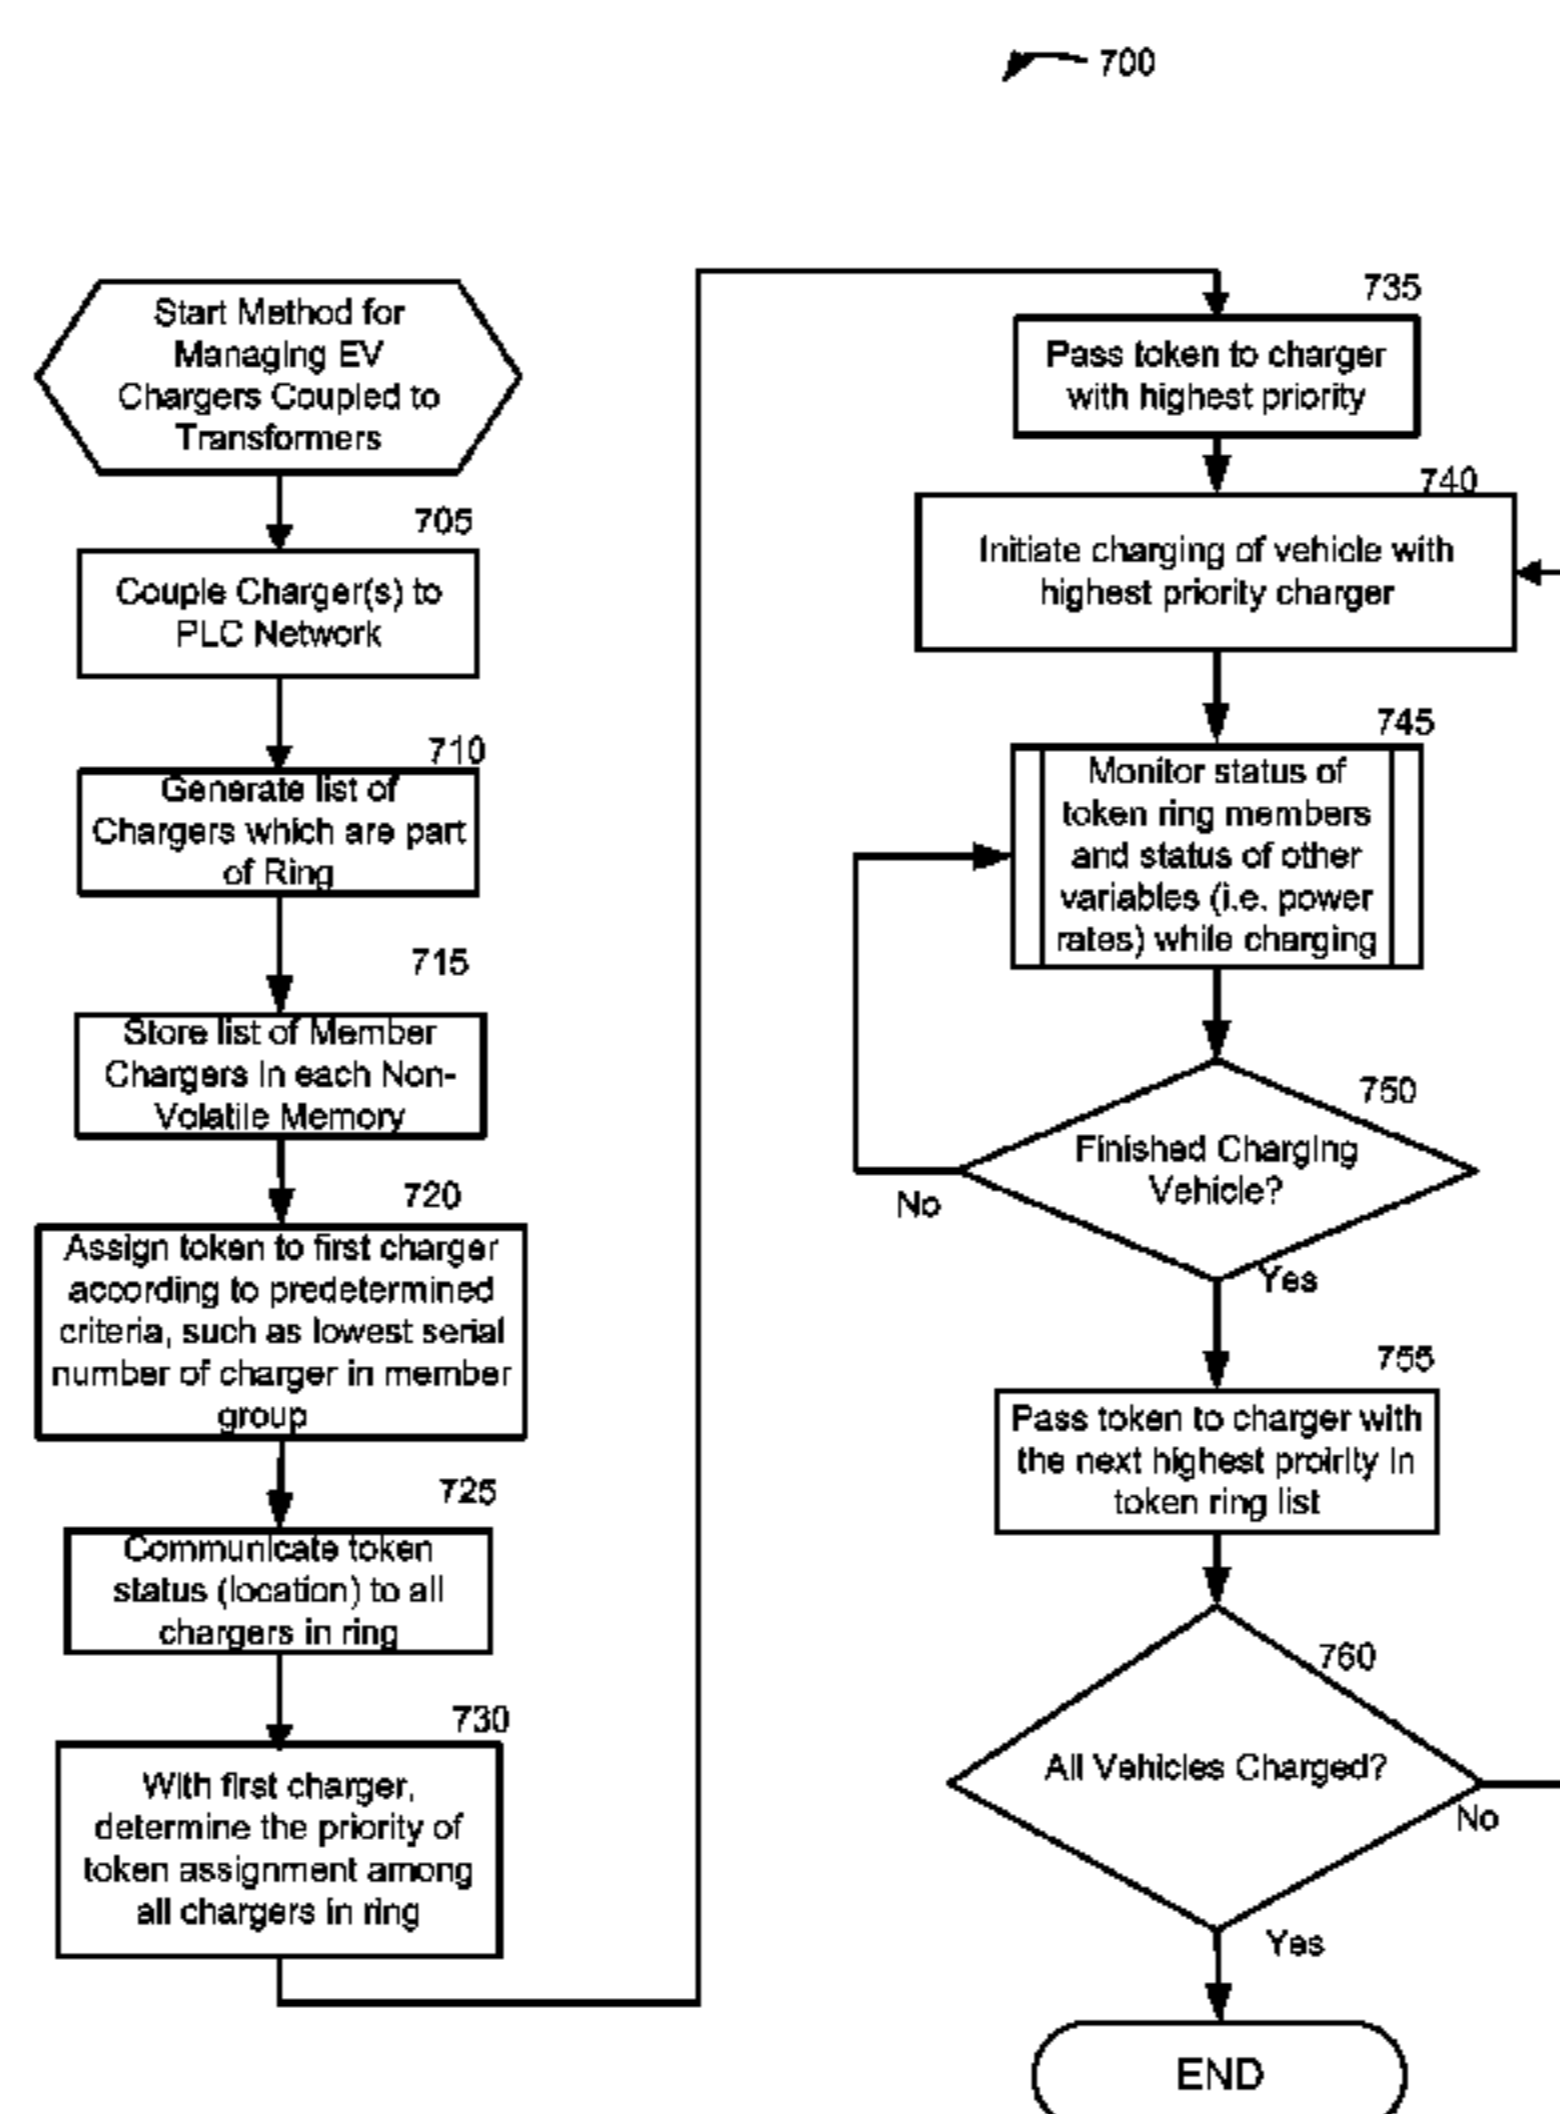 700
Start Method for
Managing EV
Chargers Coupled to
Transformers
705
Couple Charger(s) to
PLC Network
710
Generate list of
Chargers which are part
of Ring
715
Store list of Member
Chargers in each Non-
Volatile Memory
720
Assign token to first charger
according to predetermined
criteria, such as lowest serial
number of charger in member
group
725
Communicate token
status (location) to all
chargers in ring
730
With first charger,
determine the priority of
token assignment among
all chargers in ring
735
Pass token to charger
with highest priority
740
Initiate charging of vehicle with
highest priority charger
745
Monitor status of
token ring members
and status of other
variables (i.e. power
rates) while charging
750
Finished Charging
Vehicle?
No
Yes
755
Pass token to charger with
the next highest proirity in
token ring list
760
All Vehicles Charged?
No
Yes
END